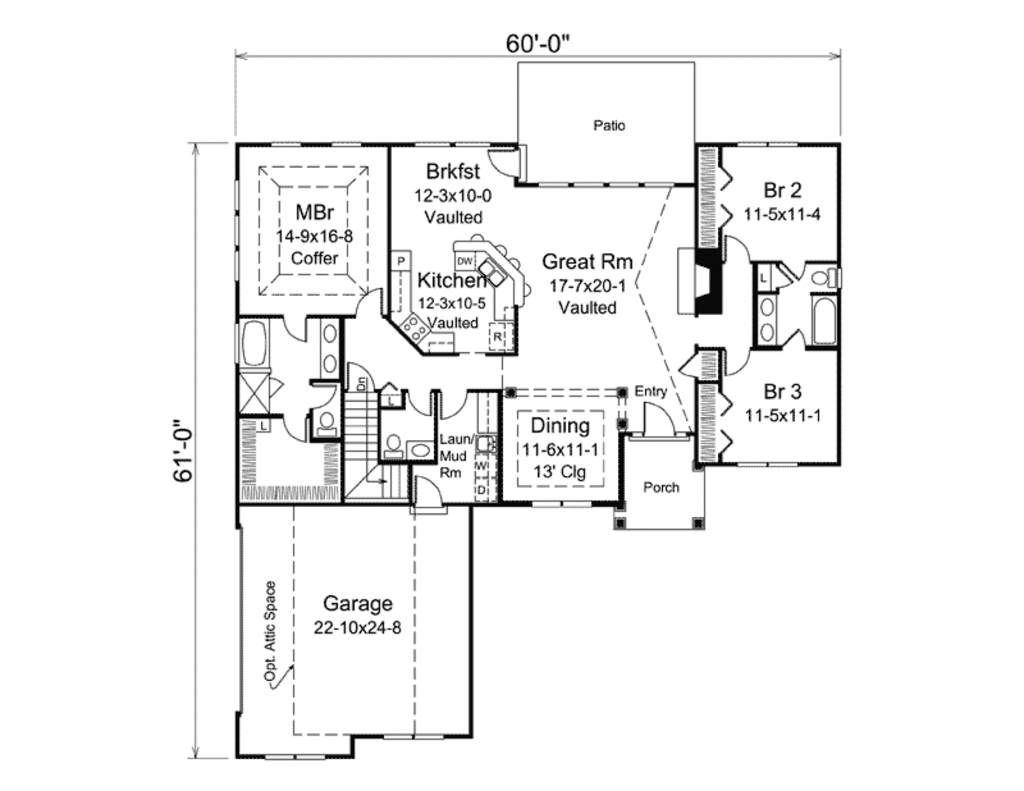 60'-0"
Patio
Brkfst
12-3x10-0
Vaulted
Br 2
11-5x11-4
MBr
14-9x16-8
Coffer
P
DW
Great Rm
17-7x20-1
Vaulted
Kitchen
12-3x10-5
Vaulted
R
L
Dn
L
Entry
Br 3
11-5x11-1
61'-0"
L
Laun/
Mud
Rm
W
D
Dining
11-6x11-1
13' Clg
Porch
Opt. Attic Space
Garage
22-10x24-8